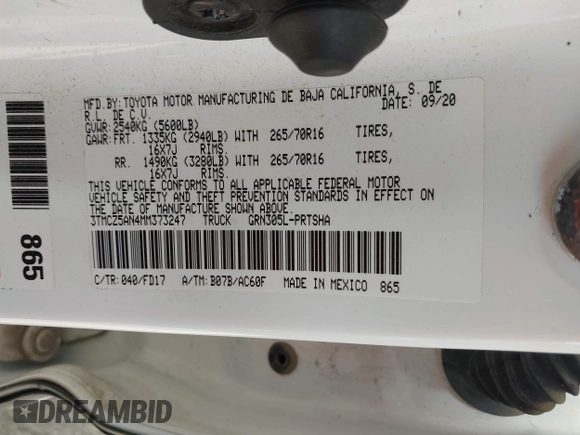 MFD.BY:TOYOTA MOTOR MANUFACTURING DE BAJA CALIFORNIA, S. DE
R.L. DE C.V. DATE: 09/20
GVWR:2540KG (5600LB)
GAWR:FRT. 1335KG (2940LB)WITH 265/70R16 TIRES,
16X7J RIMS.
RR. 1490KG (3280LB)WITH 265/70R16 TIRES,
16X7J RIMS.
THIS VEHICLE CONFORMS TO ALL APPLICABLE FEDERAL MOTOR
VEHICLE SAFETY AND THEFT PREVENTION STANDARDS IN EFFECT ON
THE DATE OF MANUFACTURE SHOWN ABOVE.
3TMCZ5AN4MM373247 TRUCK GRN305L-PRTSHA
C/TR:040/FD17 A/TM:B07B/AC60F MADE IN MEXICO 865
865
DREAMBID